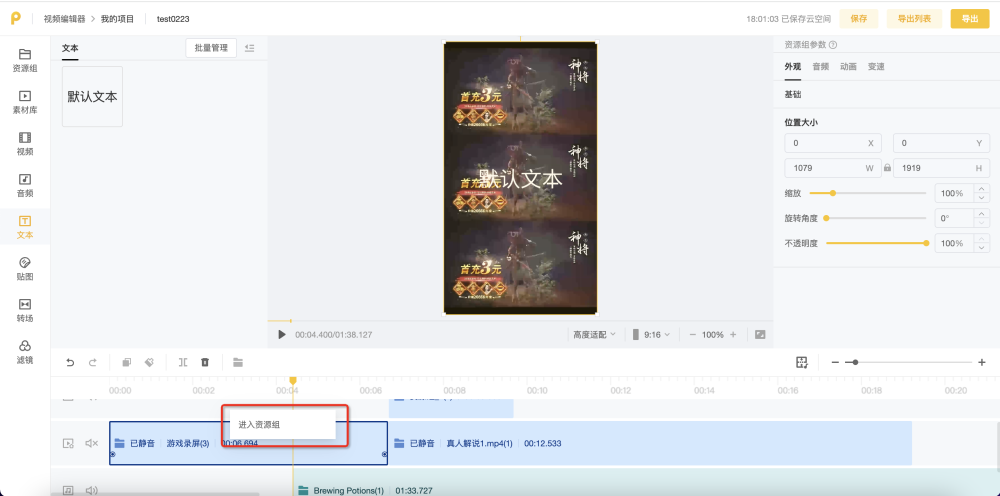 视频编辑器 > 我的项目 test0223
18:01:03 已保存云空间 保存 导出列表 导出
资源组
素材库
视频
音频
文本
贴图
转场
滤镜
文本 批量管理
默认文本
神将
首充3元
神将
默认文本
首充3元
神将
首充3元
00:04.400/01:38.127 高度适配 9:16 100%
资源组参数
外观 音频 动画 变速
基础
位置大小
0 X 0 Y
1079 W 1919 H
缩放 100%
旋转角度 0°
不透明度 100%
00:00 00:02 00:04 00:06 00:08 00:10 00:12 00:14 00:16 00:18 00:20
进入资源组
已静音 游戏录屏(3) 00:06.694
已静音 真人解说1.mp4(1) 00:12.533
Brewing Potions(1) 01:33.727